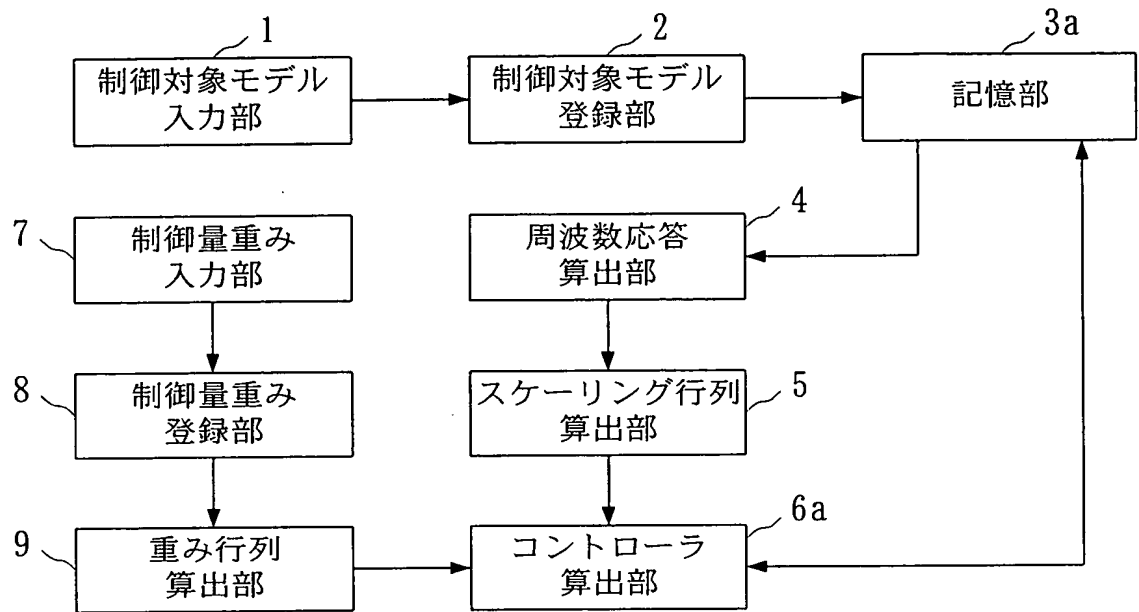 1
制御対象モデル
入力部
2
制御対象モデル
登録部
3a
記憶部
7
制御量重み
入力部
4
周波数応答
算出部
8
制御量重み
登録部
5
スケーリング行列
算出部
9
重み行列
算出部
6a
コントローラ
算出部